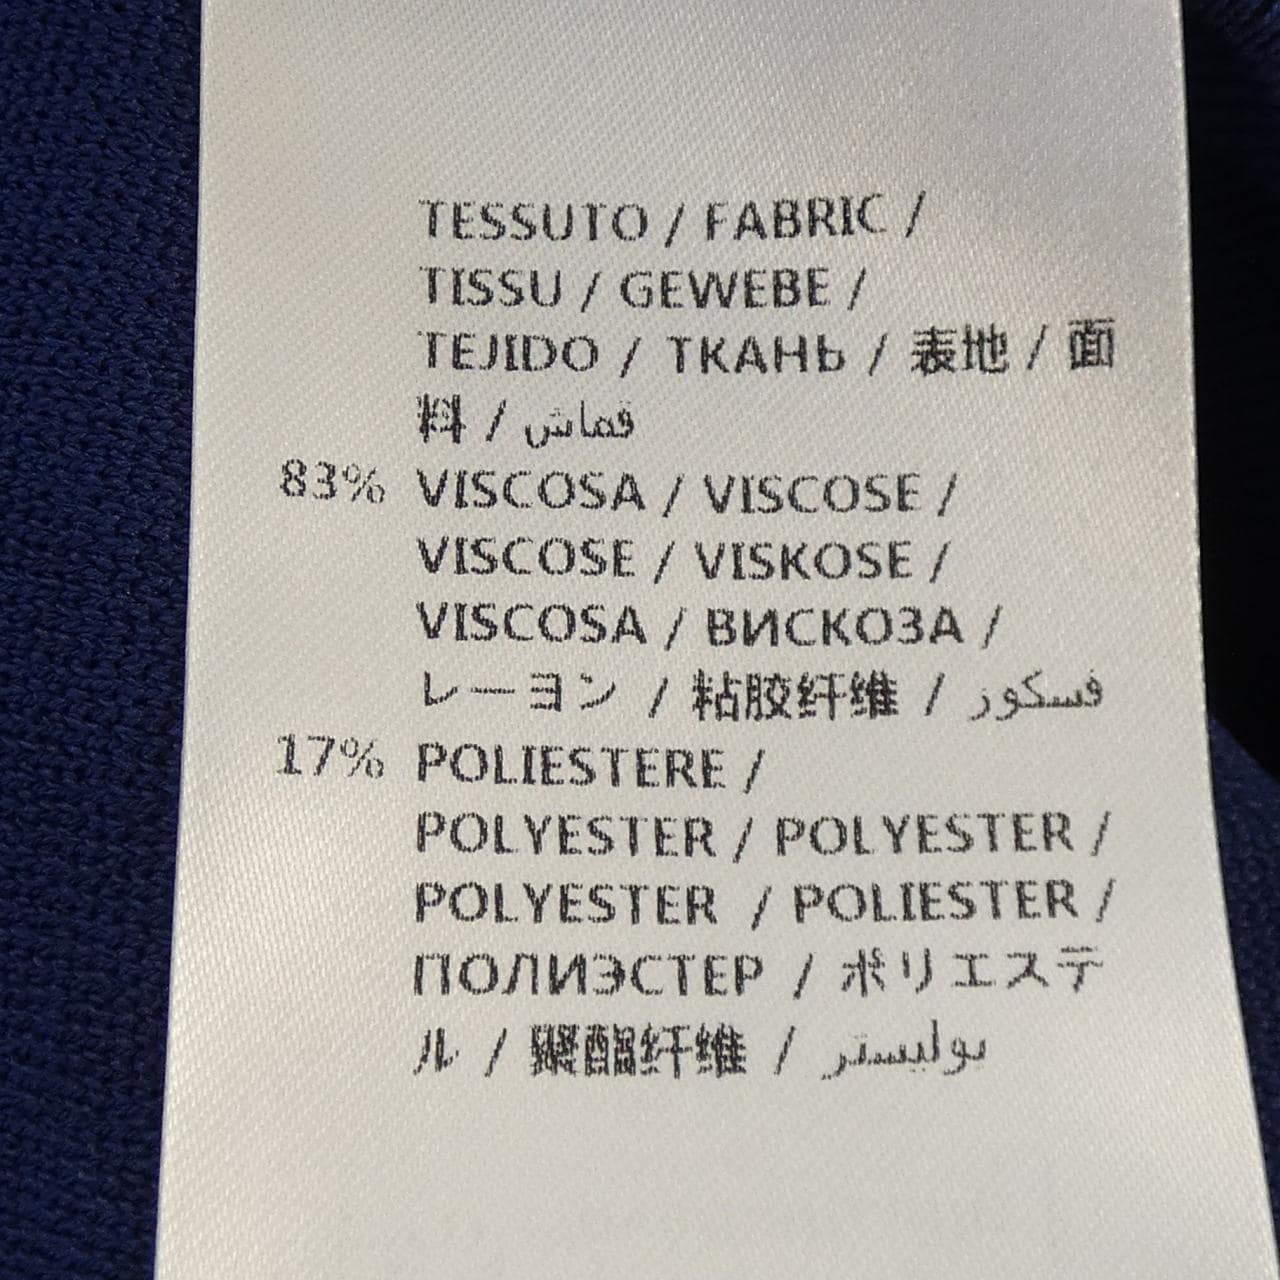 TESSUTO / FABRIC /
TISSU / GEWEBE /
TEJIDO / ТКАНЬ / 表地 / 面
料 / قماش
83% VISCOSA / VISCOSE /
VISCOSE / VISKOSE /
VISCOSA / ВИСКОЗА /
レーヨン / 粘胶纤维 / فسكوز
17% POLIESTERE /
POLYESTER / POLYESTER /
POLYESTER / POLIESTER /
ПОЛИЭСТЕР / ポリエステ
ル / 聚酯纤维 / بوليستر